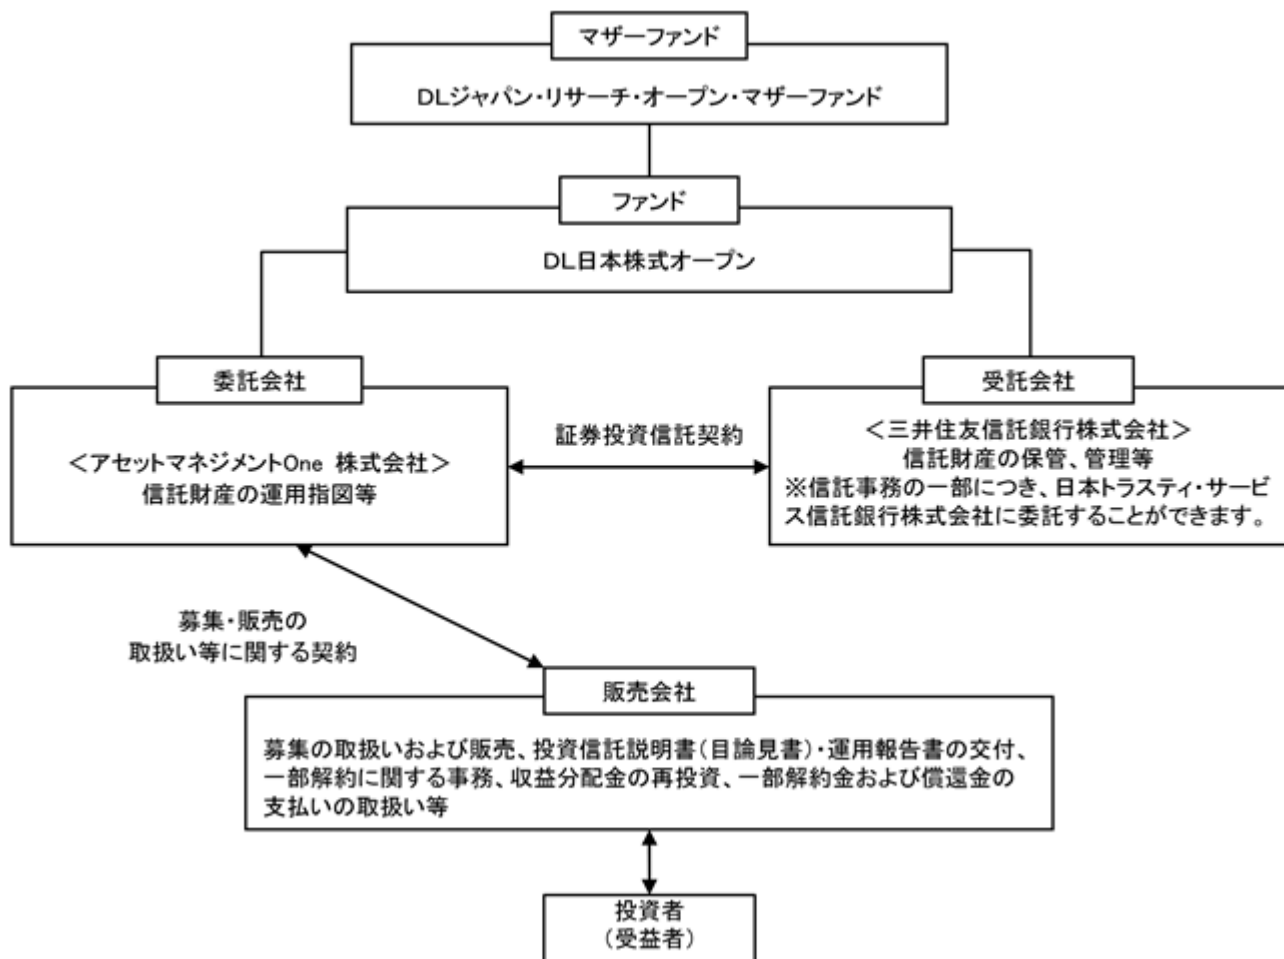 マザーファンド
DLジャパン・リサーチ・オープン・マザーファンド
ファンド
DL日本株式オープン
委託会社
＜アセットマネジメントOne 株式会社＞
信託財産の運用指図等
証券投資信託契約
受託会社
＜三井住友信託銀行株式会社＞
信託財産の保管、管理等
※信託事務の一部につき、日本トラスティ・サービ
ス信託銀行株式会社に委託することができます。
募集・販売の
取扱い等に関する契約
販売会社
募集の取扱いおよび販売、投資信託説明書（目論見書）・運用報告書の交付、
一部解約に関する事務、収益分配金の再投資、一部解約金および償還金の
支払いの取扱い等
投資者
（受益者）